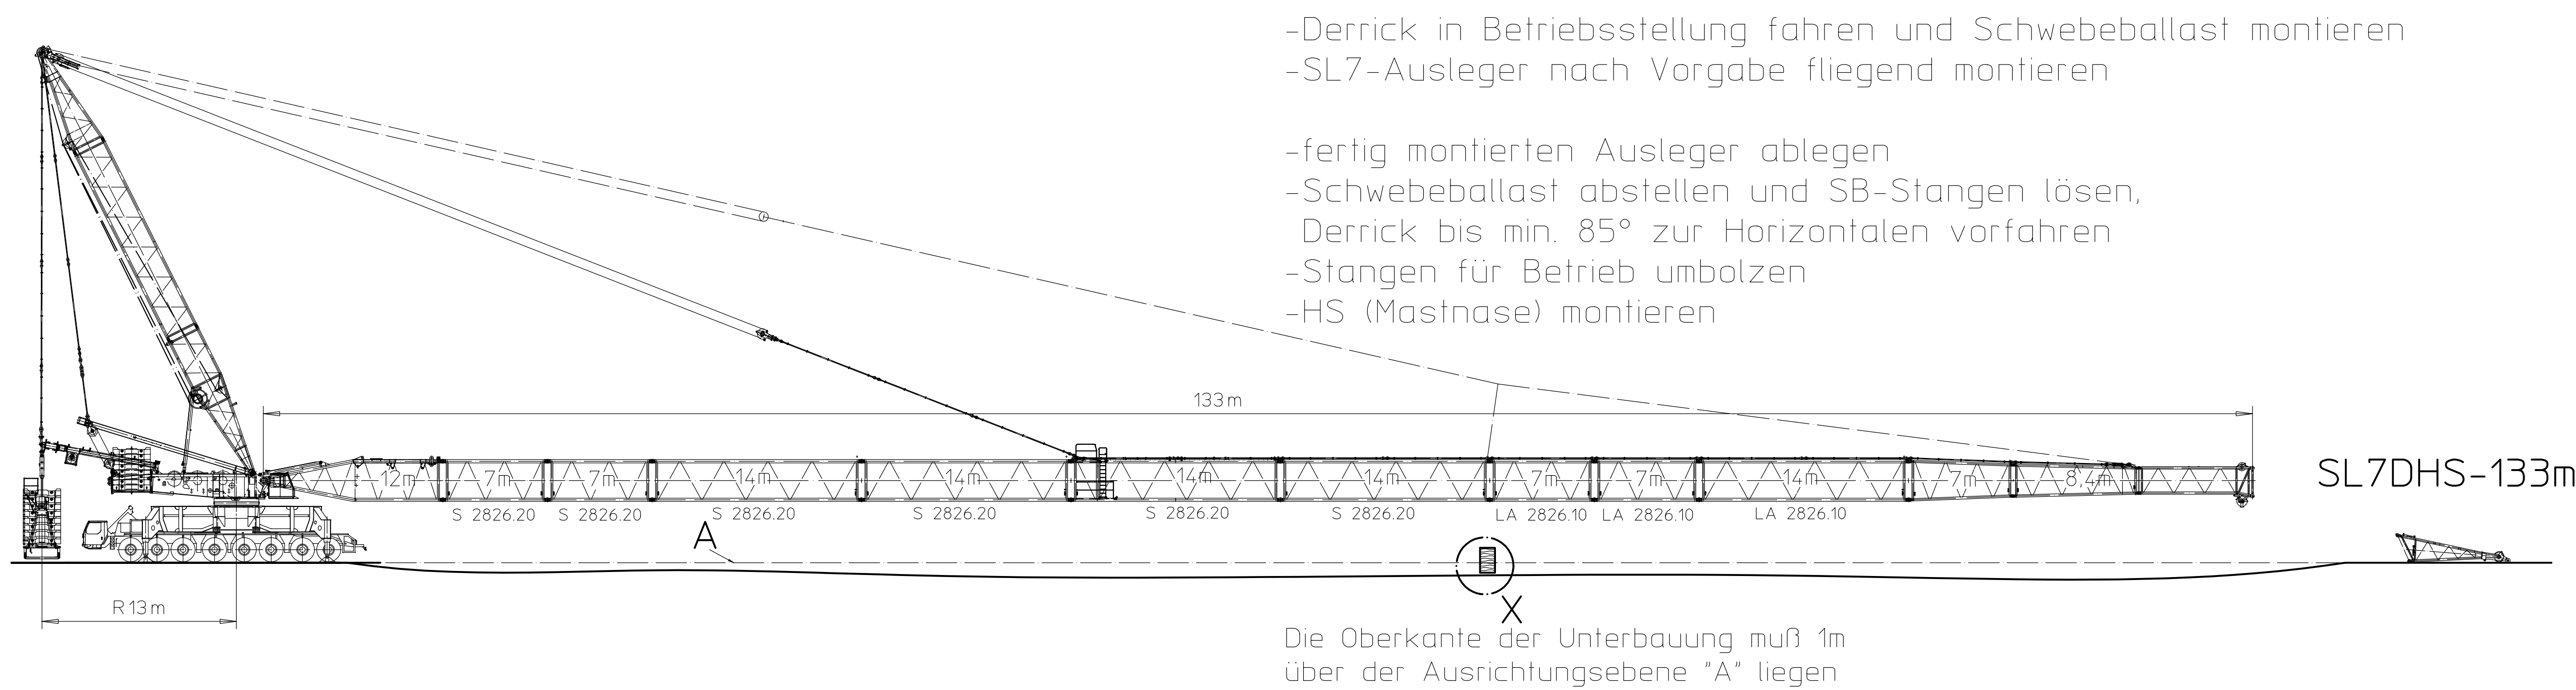 -Derrick in Betriebsstellung fahren und Schwebeballast montieren
-SL7-Ausleger nach Vorgabe fliegend montieren
-fertig montierten Ausleger ablegen
-Schwebeballast abstellen und SB-Stangen lösen,
Derrick bis min. 85° zur Horizontalen vorfahren
-Stangen für Betrieb umbolzen
-HS (Mastnase) montieren
133m
12m 7m 7m 14m 14m 14m 14m 7m 7m 14m 7m 8,4m
SL7DHS-133m
S 2826.20 S 2826.20 S 2826.20 S 2826.20 S 2826.20 S 2826.20 LA 2826.10 LA 2826.10 LA 2826.10
A
R13m
X
Die Oberkante der Unterbauung muß 1m
über der Ausrichtungsebene "A" liegen